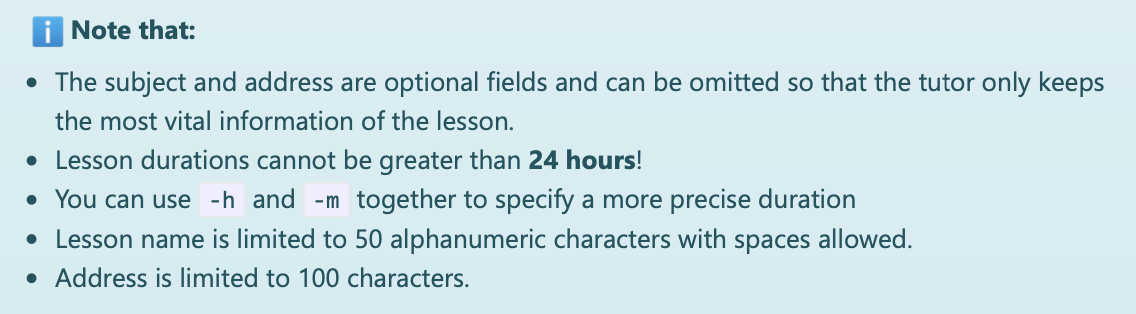 ℹ️ Note that:
• The subject and address are optional fields and can be omitted so that the tutor only keeps
the most vital information of the lesson.
• Lesson durations cannot be greater than 24 hours!
• You can use -h and -m together to specify a more precise duration
• Lesson name is limited to 50 alphanumeric characters with spaces allowed.
• Address is limited to 100 characters.